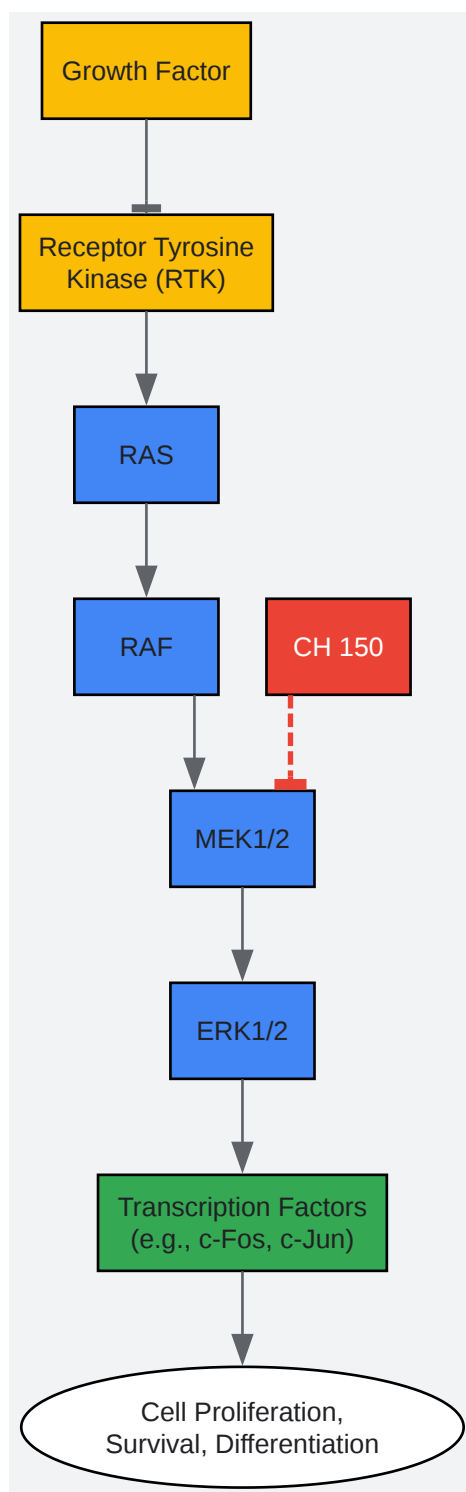 Growth Factor
Receptor Tyrosine
Kinase (RTK)
RAS
RAF
CH 150
MEK1/2
ERK1/2
Transcription Factors
(e.g., c-Fos, c-Jun)
Cell Proliferation,
Survival, Differentiation